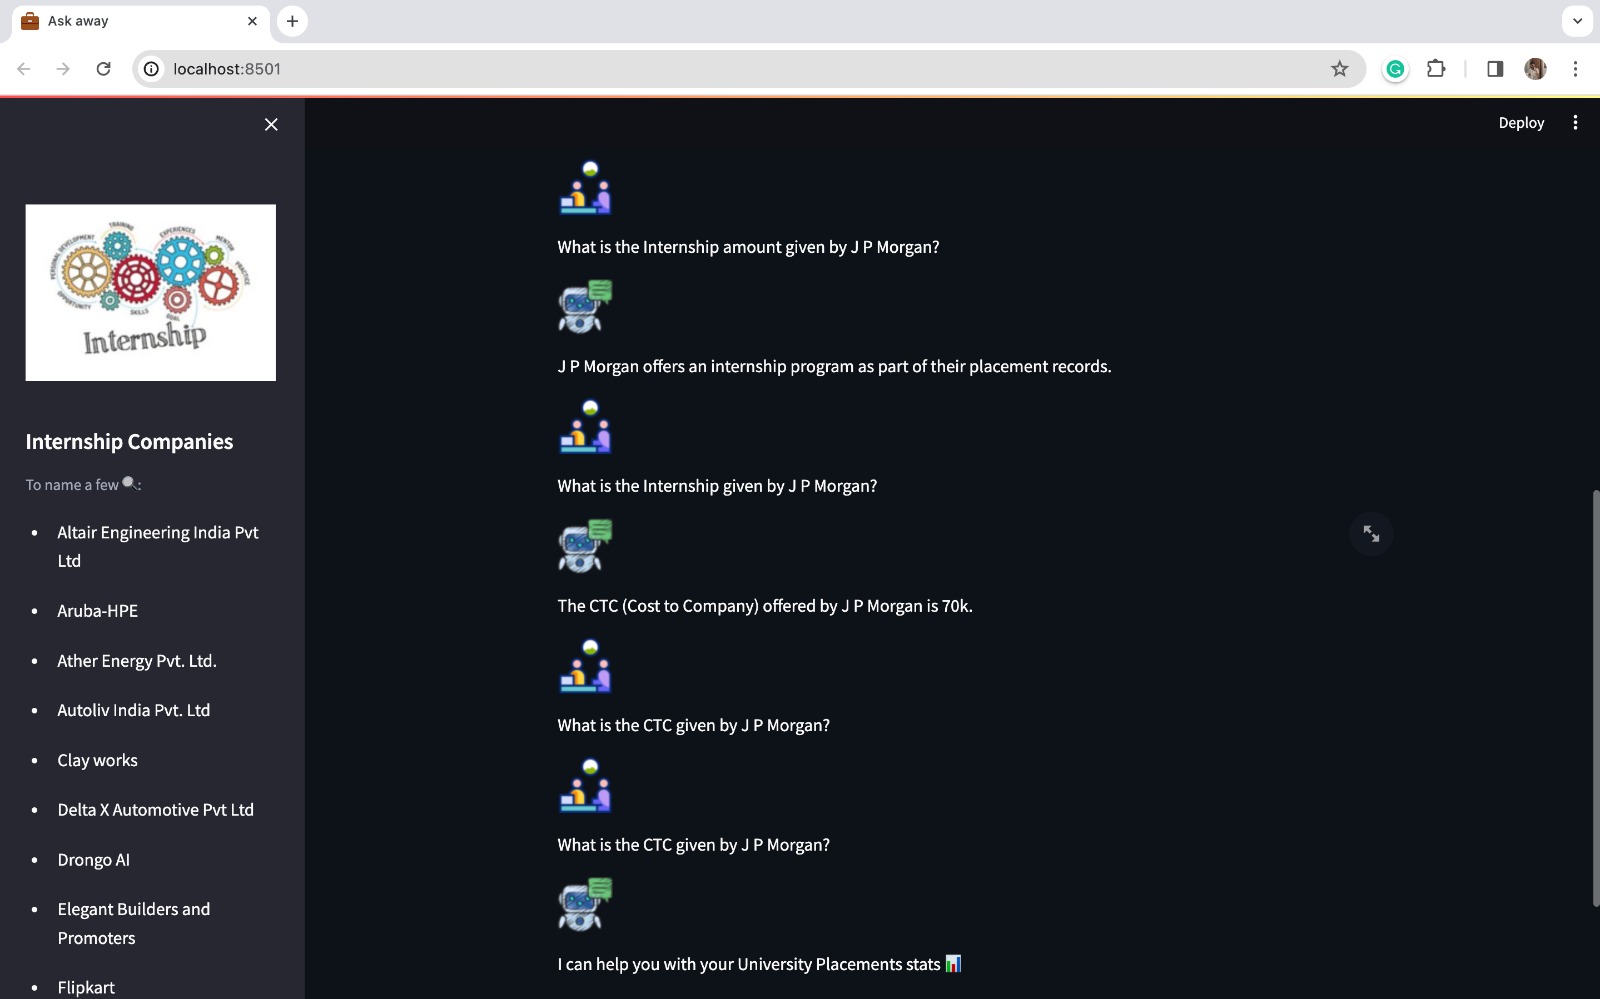 Ask away
localhost:8501
Deploy
PERSONAL DEVELOPMENT
TRAINING
EXPERIENCES
MENTOR
PRACTICE
OPPORTUNITY
SKILLS
GOAL
Internship
Internship Companies
To name a few 🔍:
• Altair Engineering India Pvt
Ltd
• Aruba-HPE
• Ather Energy Pvt. Ltd.
• Autoliv India Pvt. Ltd
• Clay works
• Delta X Automotive Pvt Ltd
• Drongo AI
• Elegant Builders and
Promoters
• Flipkart
What is the Internship amount given by J P Morgan?
J P Morgan offers an internship program as part of their placement records.
What is the Internship given by J P Morgan?
The CTC (Cost to Company) offered by J P Morgan is 70k.
What is the CTC given by J P Morgan?
What is the CTC given by J P Morgan?
I can help you with your University Placements stats 📊